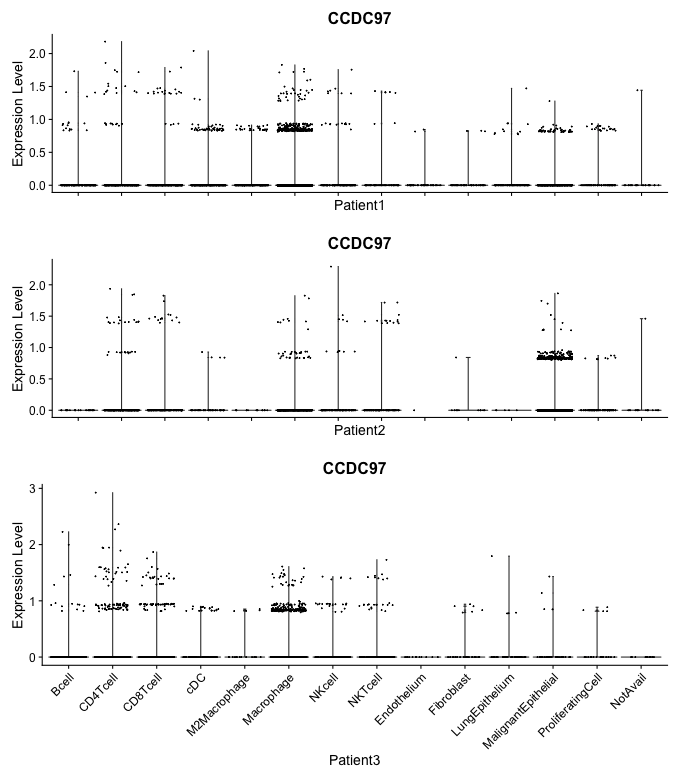 CCDC97
Expression Level
2.0
1.5
1.0
0.5
0.0
Patient1
CCDC97
Expression Level
2.0
1.5
1.0
0.5
0.0
Patient2
CCDC97
Expression Level
3
2
1
0
Bcell
CD4Tcell
CD8Tcell
cDC
M2Macrophage
Macrophage
NKcell
NKTcell
Endothelium
Fibroblast
LungEpithelium
MalignantEpithelial
ProliferatingCell
NotAvail
Patient3